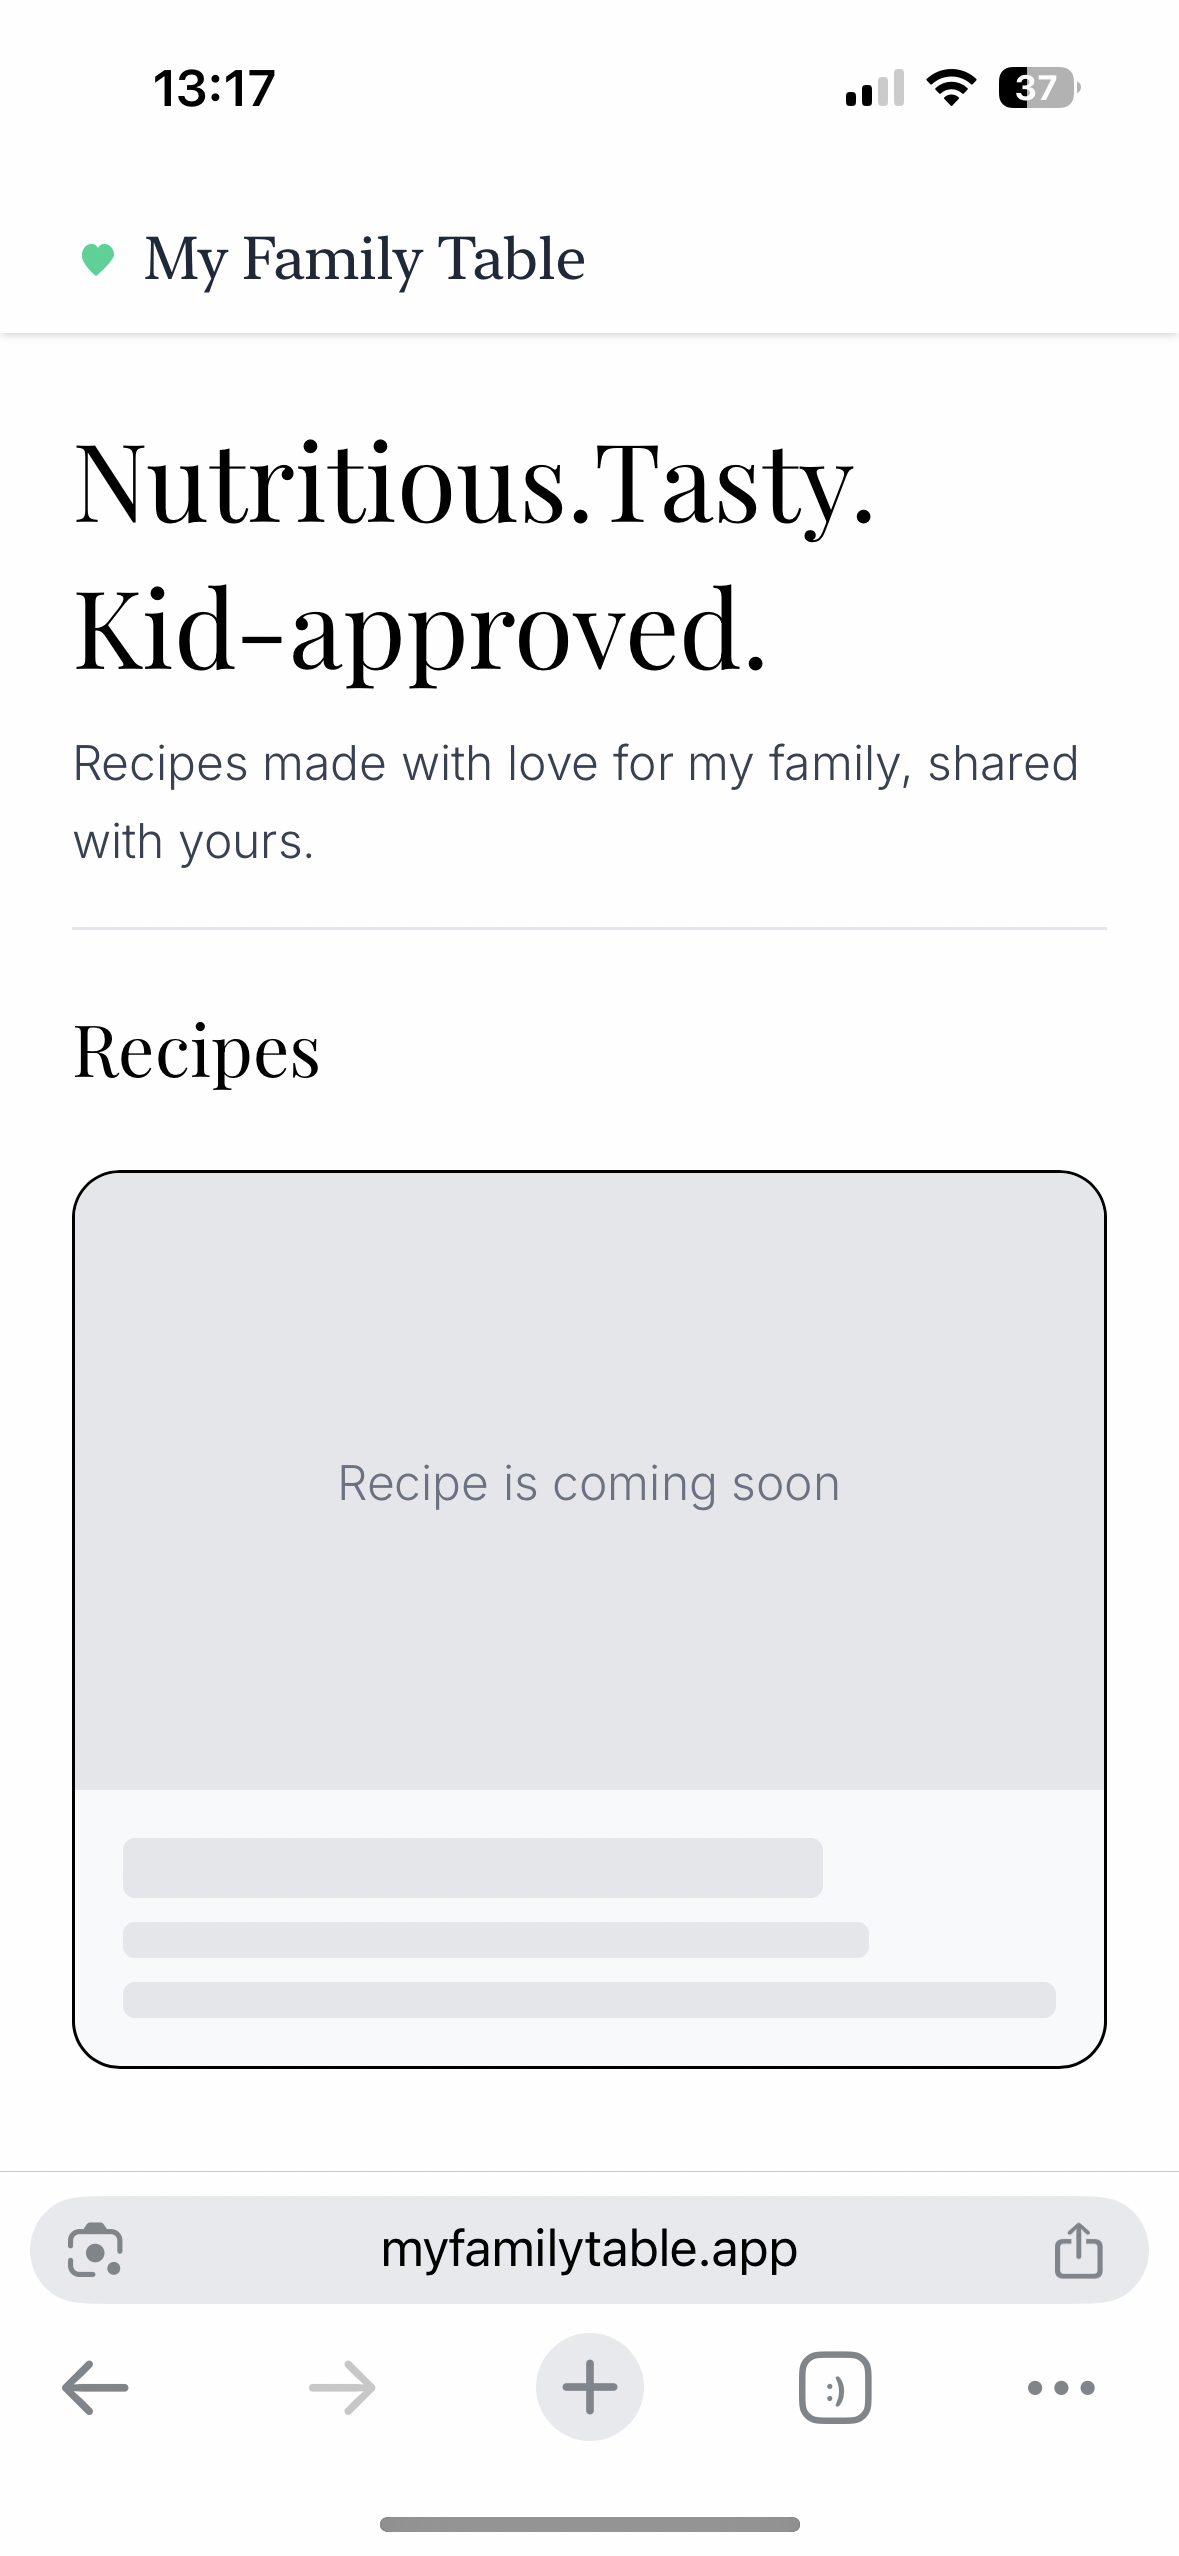 13:17
37
My Family Table
Nutritious.Tasty.
Kid-approved.
Recipes made with love for my family, shared
with yours.
Recipes
Recipe is coming soon
myfamilytable.app
:)